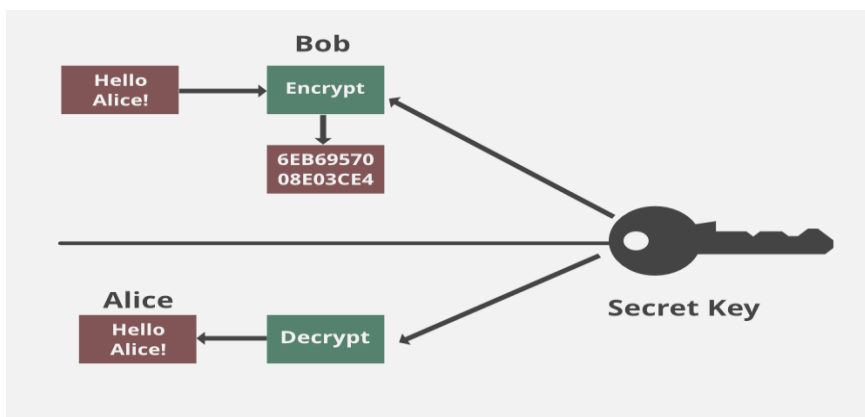 Bob
Hello
Alice!
Encrypt
6EB69570
08E03CE4
Secret Key
Alice
Hello
Alice!
Decrypt